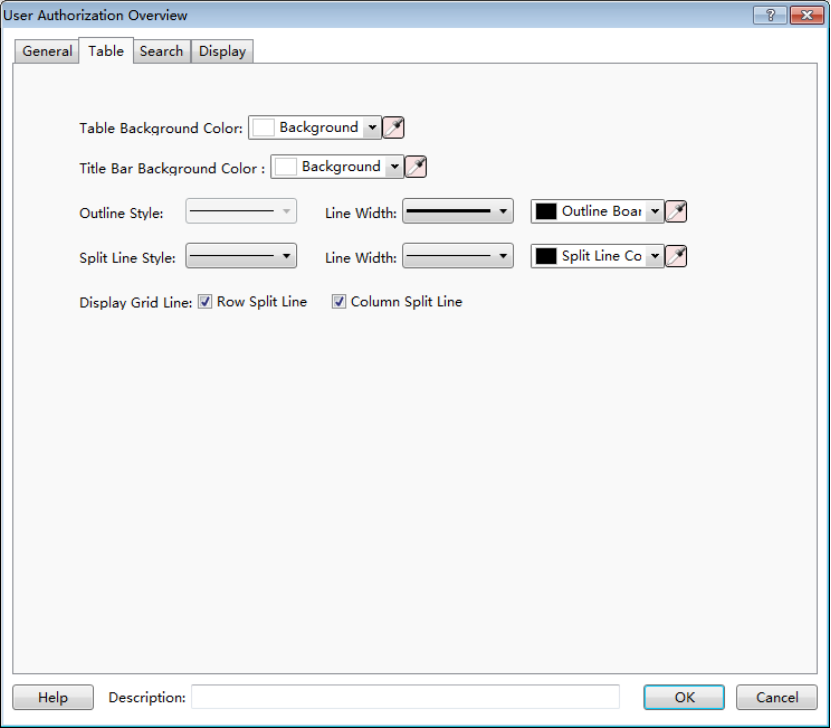 User Authorization Overview ?
General Table Search Display
Table Background Color: Background
Title Bar Background Color : Background
Outline Style: Line Width: Outline Boar
Split Line Style: Line Width: Split Line Co
Display Grid Line: Row Split Line Column Split Line
Help Description: OK Cancel